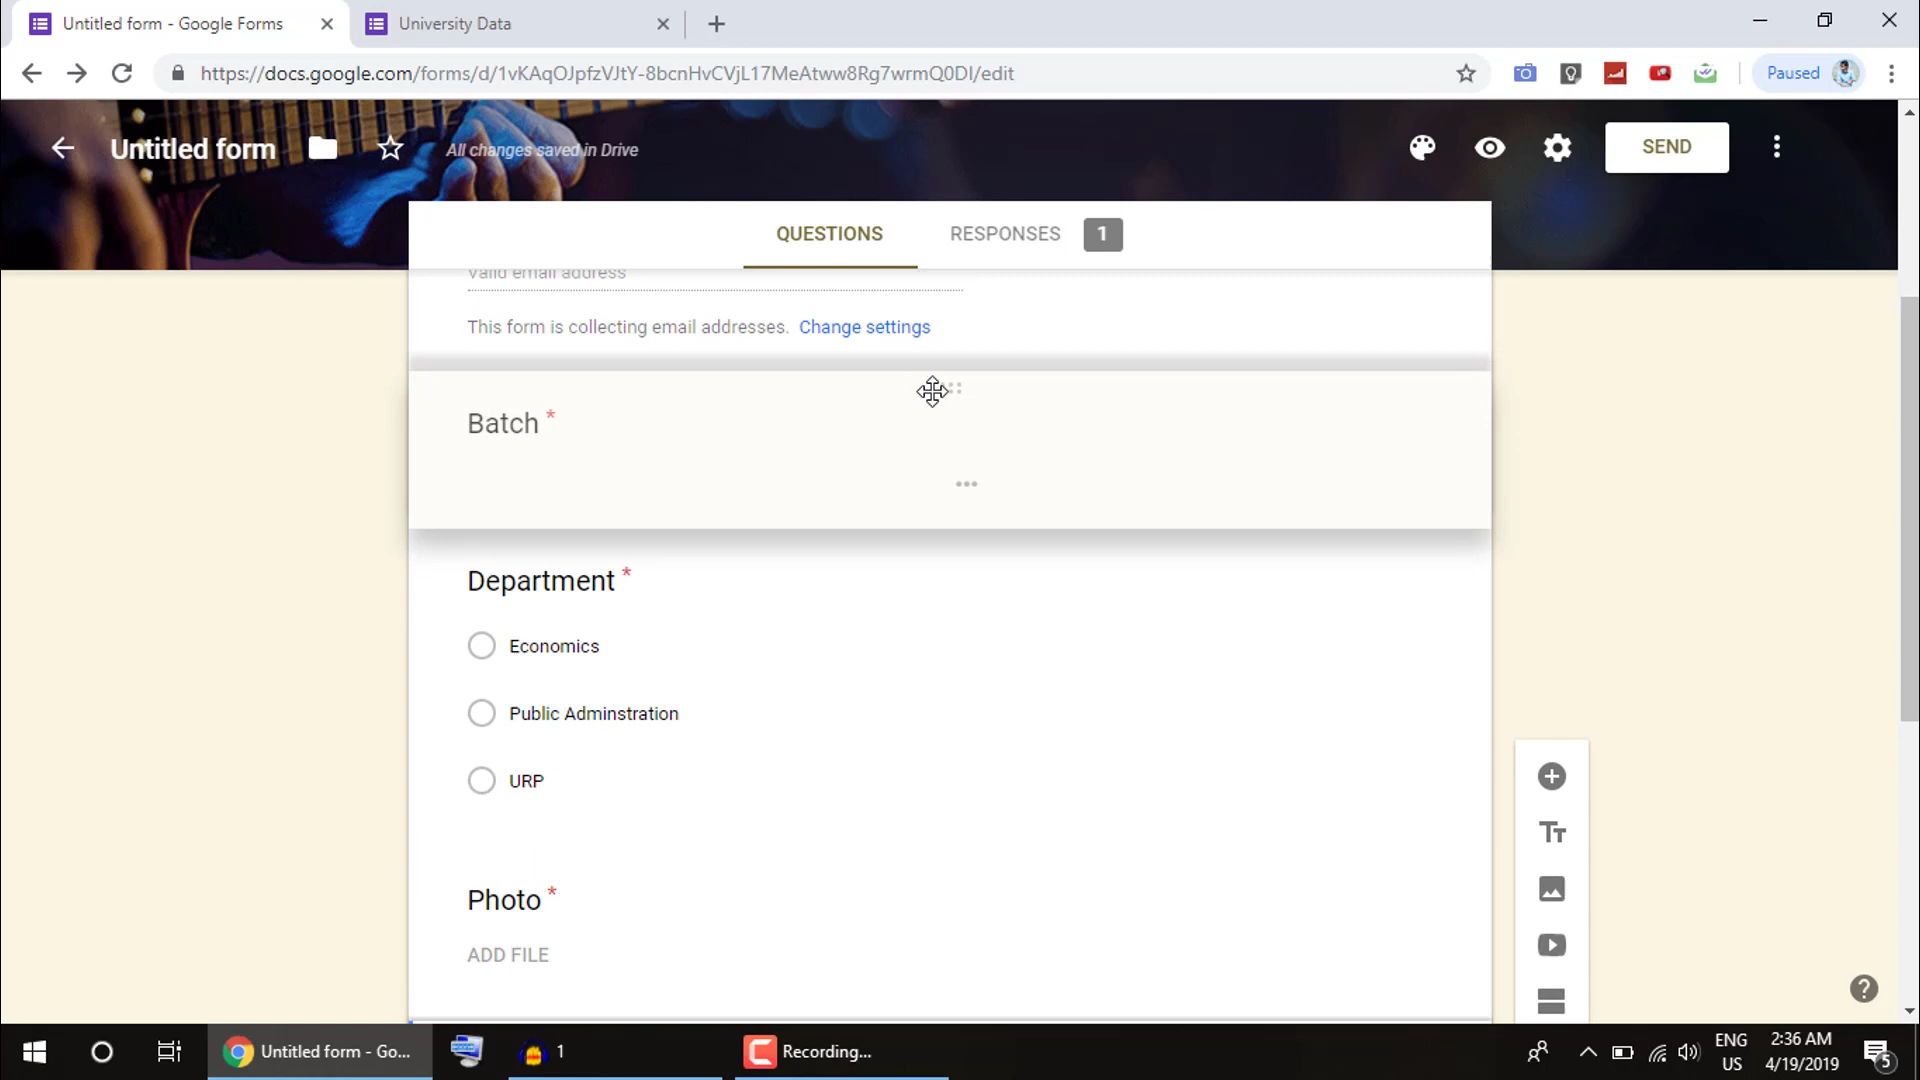 Untitled form - Google Forms
University Data
https://docs.google.com/forms/d/1vKAqOJpfzVJtY-8bcnHvCVjL17MeAtww8Rg7wrmQ0DI/edit
Paused
Untitled form
All changes saved in Drive
SEND
QUESTIONS
RESPONSES
1
Valid email address
This form is collecting email addresses. Change settings
Batch *
Department *
Economics
Public Adminstration
URP
Photo *
ADD FILE
Untitled form - Go...
1
Recording...
ENG
US
2:36 AM
4/19/2019
5